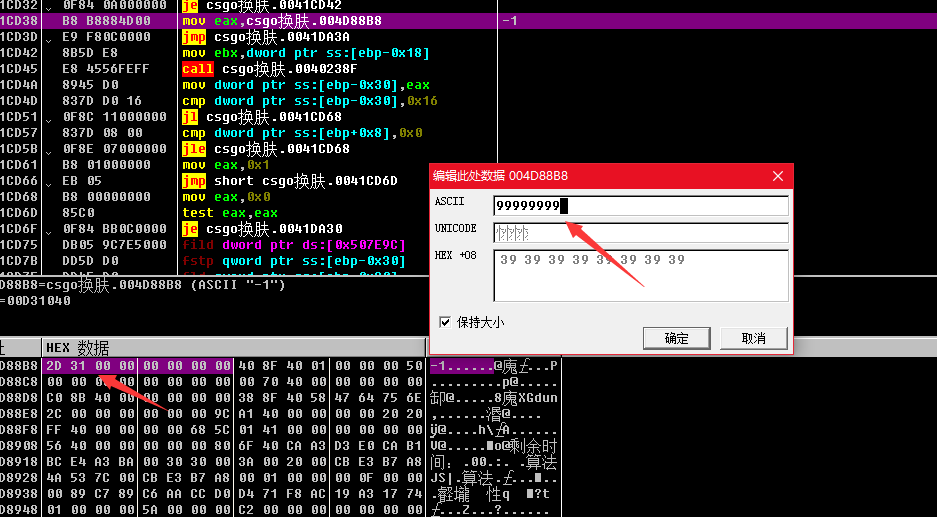 1CD32 0F84 0A000000 je csgo换肤.0041CD42
1CD38 B8 B8884D00 mov eax,csgo换肤.004D88B8 -1
1CD3D E9 F80C0000 jmp csgo换肤.0041DA3A
1CD42 8B5D E8 mov ebx,dword ptr ss:[ebp-0x18]
1CD45 E8 4556FEFF call csgo换肤.0040238F
1CD4A 8945 D0 mov dword ptr ss:[ebp-0x30],eax
1CD4D 837D D0 16 cmp dword ptr ss:[ebp-0x30],0x16
1CD51 0F8C 11000000 jl csgo换肤.0041CD68
1CD57 837D 08 00 cmp dword ptr ss:[ebp+0x8],0x0
1CD5B 0F8E 07000000 jle csgo换肤.0041CD68
1CD61 B8 01000000 mov eax,0x1
1CD66 EB 05 jmp short csgo换肤.0041CD6D
1CD68 B8 00000000 mov eax,0x0
1CD6D 85C0 test eax,eax
1CD6F 0F84 BB0C0000 je csgo换肤.0041DA30
1CD75 DB05 9C7E5000 fild dword ptr ds:[0x507E9C]
1CD7B DD5D D0 fstp qword ptr ss:[ebp-0x30]
D88B8=csgo换肤.004D88B8 (ASCII "-1")
=00D31040
编辑此处数据 004D88B8
ASCII 99999999
UNICODE
HEX +08 39 39 39 39 39 39 39 39
保持大小
确定 取消
址 HEX 数据
D88B8 2D 31 00 00 00 00 00 00 40 8F 40 01 00 00 00 50 -1......@
D88C8 00 00 00 00 00 00 00 00 00 70 40 00 00 00 00 00 .........p@.....
D88D8 C0 8B 40 00 00 00 00 00 38 8F 40 58 47 64 75 6E
D88E8 2C 00 00 00 00 00 00 9C A1 40 00 00 00 00 20 20
D88F8 FF 40 00 00 00 00 68 5C 01 41 00 00 00 00 00 00
D8908 56 40 00 00 00 00 00 80 6F 40 CA A3 D3 E0 CA B1 剩余时
D8918 BC E4 A3 BA 00 30 30 00 3A 00 20 00 CB E3 B7 A8 间：.00.:. .算法
D8928 4A 53 7C 00 CB E3 B7 A8 00 01 00 00 00 0F 00 00 JS|.算法
D8938 00 89 C7 89 C6 AA CC D0 D4 71 F8 AC 19 A3 17 74
D8948 01 00 00 00 5A 00 00 00 C2 00 00 00 00 00 00 00